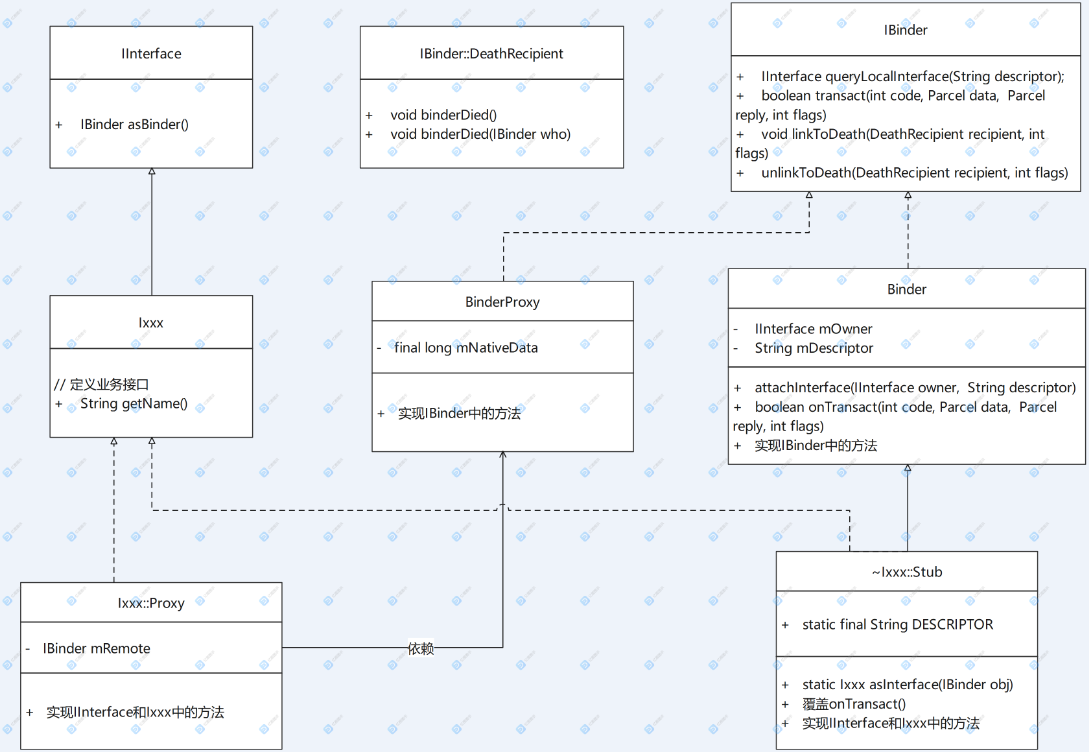 IInterface
+ IBinder asBinder()
IBinder::DeathRecipient
+ void binderDied()
+ void binderDied(IBinder who)
IBinder
+ IInterface queryLocalInterface(String descriptor);
+ boolean transact(int code, Parcel data, Parcel
reply, int flags)
+ void linkToDeath(DeathRecipient recipient, int
flags)
+ unlinkToDeath(DeathRecipient recipient, int flags)
Ixxx
// 定义业务接口
+ String getName()
BinderProxy
- final long mNativeData
+ 实现IBinder中的方法
Binder
- IInterface mOwner
- String mDescriptor
+ attachInterface(IInterface owner, String descriptor)
+ boolean onTransact(int code, Parcel data, Parcel
reply, int flags)
+ 实现IBinder中的方法
Ixxx::Proxy
- IBinder mRemote
+ 实现IInterface和Ixxx中的方法
依赖
~Ixxx::Stub
+ static final String DESCRIPTOR
+ static Ixxx asInterface(IBinder obj)
+ 覆盖onTransact()
+ 实现IInterface和Ixxx中的方法